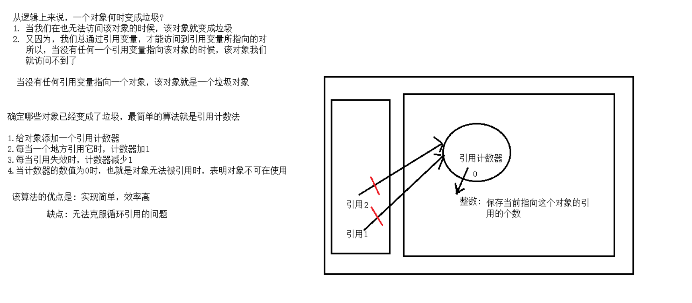 从逻辑上来说，一个对象何时变成垃圾？
1. 当我们在也无法访问该对象的时候，该对象就变成垃圾
2. 又因为，我们总通过引用变量，才能访问到引用变量所指向的对
所以，当没有任何一个引用变量指向该对象的时候，该对象我们
就访问不到了
当没有任何引用变量指向一个对象，该对象就是一个垃圾对象
确定哪些对象已经变成了垃圾，最简单的算法就是引用计数法
1.给对象添加一个引用计数器
2.每当一个地方引用它时，计数器加1
3.每当引用失效时，计数器减少1
4.当计数器的数值为0时，也就是对象无法被引用时，表明对象不可在使用
该算法的优点是：实现简单，效率高
缺点：无法克服循环引用的问题
引用计数器
0
整数：保存当前指向这个对象的引
用的个数
引用2
引用1